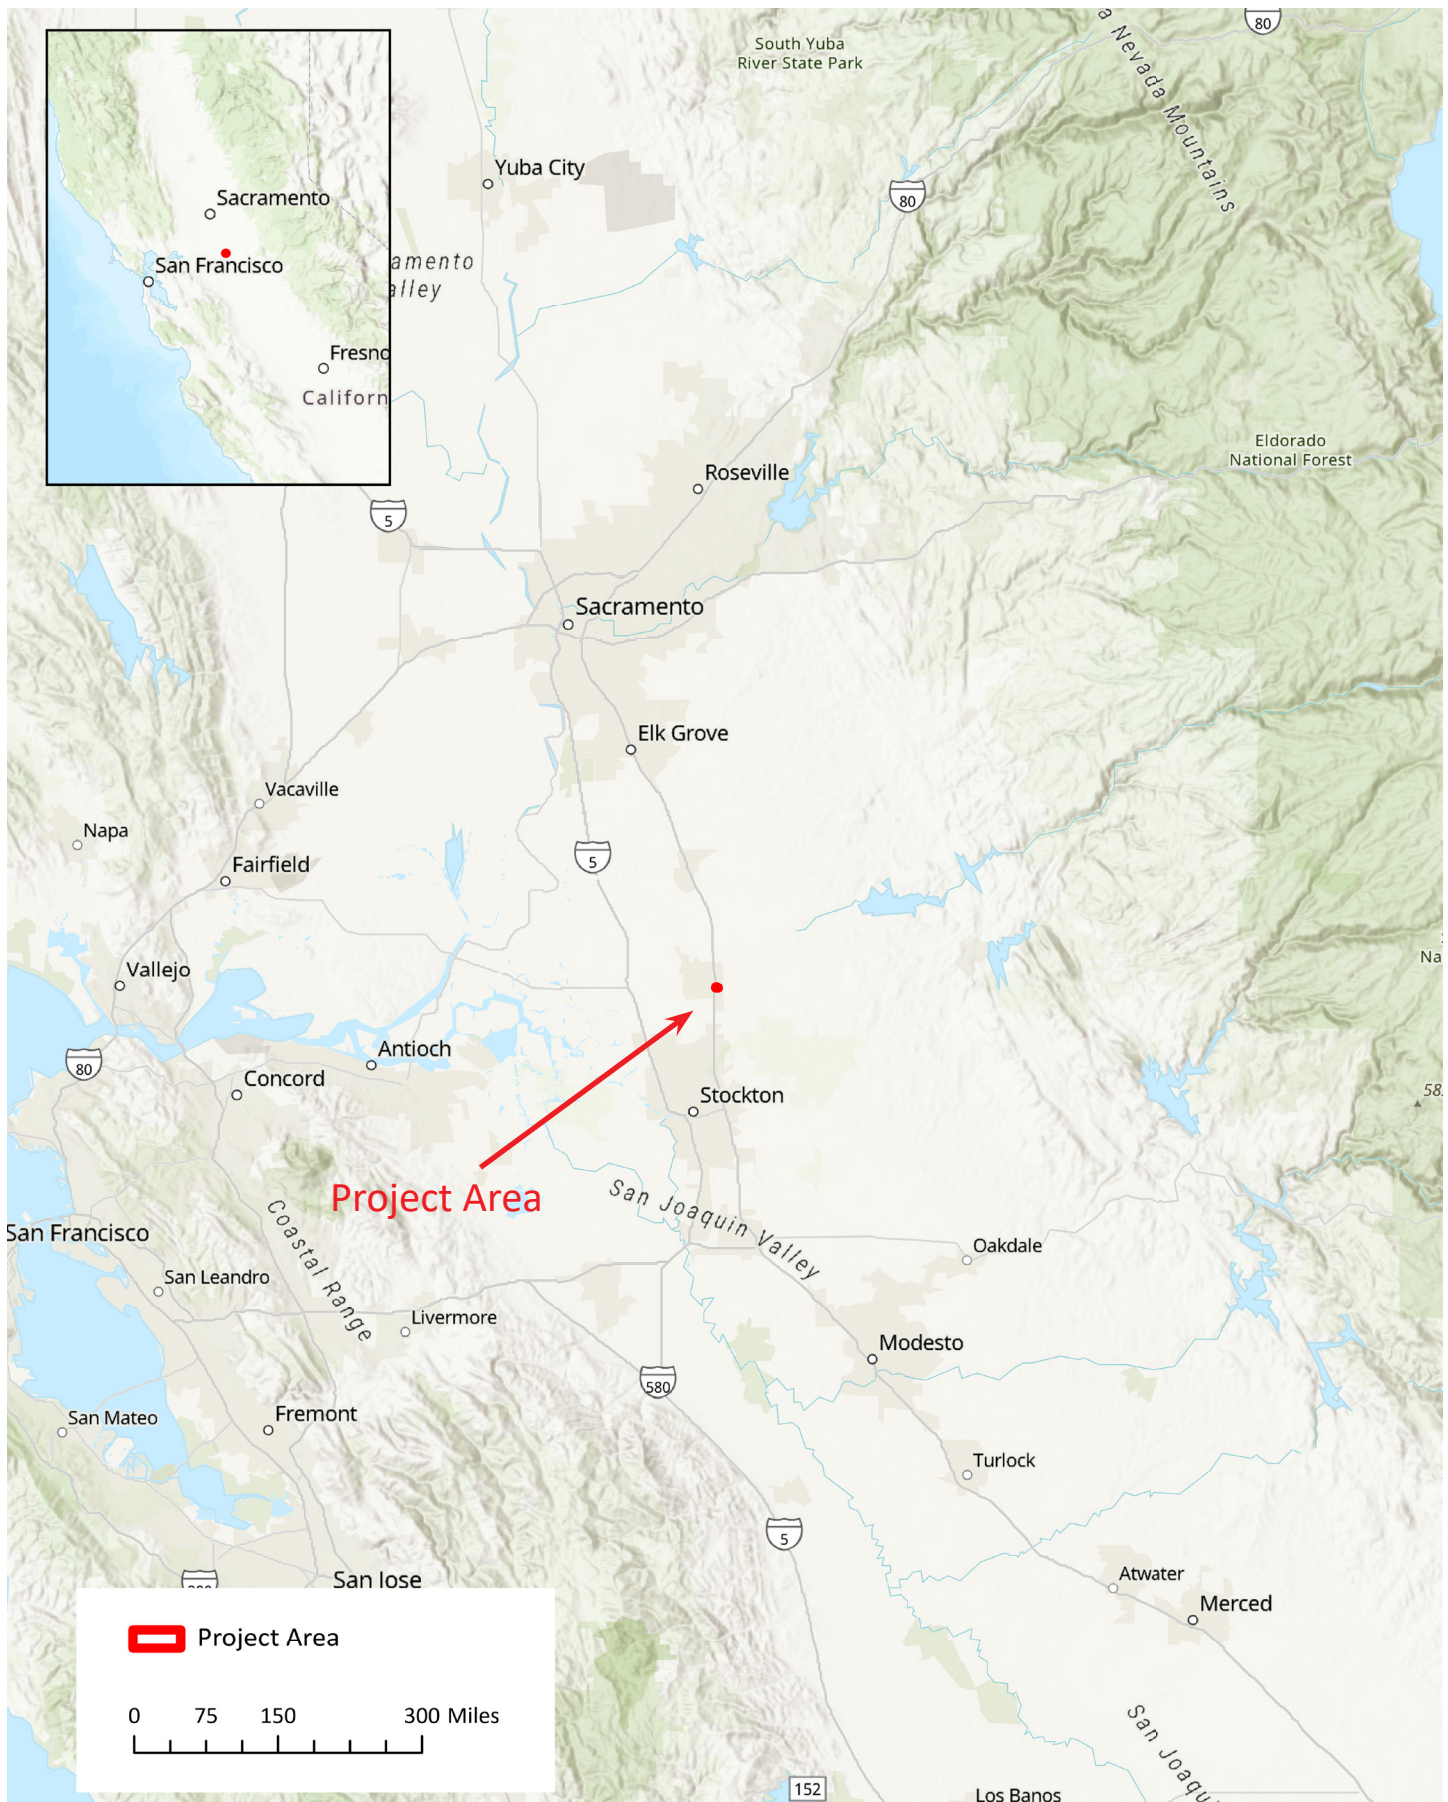 South Yuba
River State Park
80
a Nevada Mountains
Yuba City
80
Sacramento
San Francisco
Fresno
Californ
amento
alley
Eldorado
National Forest
Roseville
5
Sacramento
Elk Grove
Vacaville
Napa
5
Fairfield
Vallejo
Na
Antioch
80
Concord
58
Stockton
Project Area
San Joaquin Valley
San Francisco
Coastal Range
Oakdale
San Leandro
Livermore
Modesto
580
San Mateo
Fremont
Turlock
5
San Jose
Atwater
Merced
Project Area
0 75 150 300 Miles
San Joaqu
152
Los Banos